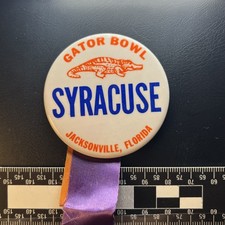 GATOR BOWL
SYRACUSE
JACKSONVILLE, FLORIDA